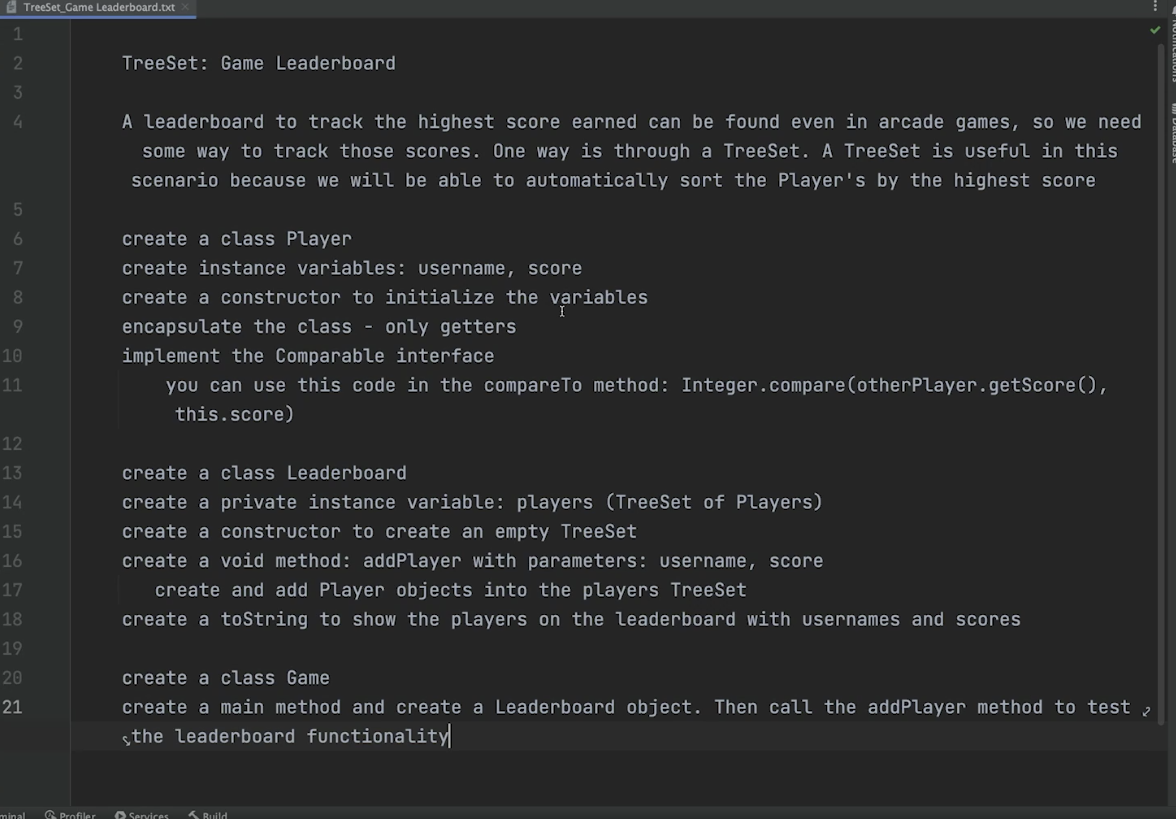 TreeSet_Game Leaderboard.txt
1
2 TreeSet: Game Leaderboard
3
4 A leaderboard to track the highest score earned can be found even in arcade games, so we need
some way to track those scores. One way is through a TreeSet. A TreeSet is useful in this
scenario because we will be able to automatically sort the Player's by the highest score
5
6 create a class Player
7 create instance variables: username, score
8 create a constructor to initialize the variables
9 encapsulate the class - only getters
10 implement the Comparable interface
11 you can use this code in the compareTo method: Integer.compare(otherPlayer.getScore(),
this.score)
12
13 create a class Leaderboard
14 create a private instance variable: players (TreeSet of Players)
15 create a constructor to create an empty TreeSet
16 create a void method: addPlayer with parameters: username, score
17 create and add Player objects into the players TreeSet
18 create a toString to show the players on the leaderboard with usernames and scores
19
20 create a class Game
21 create a main method and create a Leaderboard object. Then call the addPlayer method to test
the leaderboard functionality
Profiler Services Build